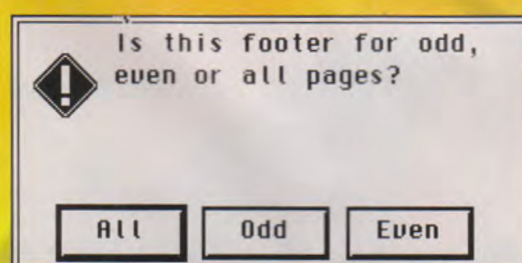 Is this footer for odd,
even or all pages?
All Odd Even